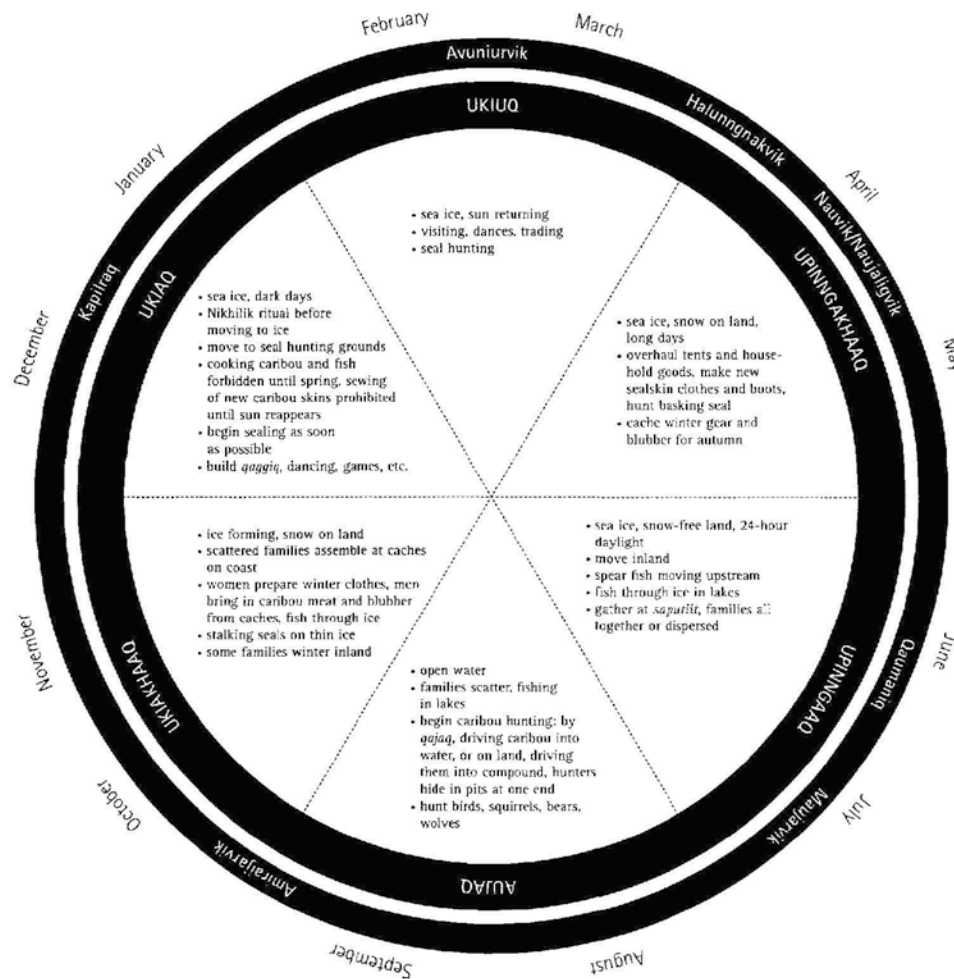 February
March
April
May
June
July
August
September
October
November
December
January
Avuniurvik
Halunngnakvik
Nauvik/Naujaligvik
Qaumaniq
Maujarvik
Amiraijarvik
Kapitraq
UKIUQ
• sea ice, sun returning
• visiting, dances, trading
• seal hunting
UPINNGAKHAAQ
• sea ice, snow on land,
long days
• overhaul tents and house-
hold goods, make new
sealskin clothes and boots,
hunt basking seal
• cache winter gear and
blubber for autumn
UPINNGAAQ
• sea ice, snow-free land, 24-hour
daylight
• move inland
• spear fish moving upstream
• fish through ice in lakes
• gather at saputiit, families all
together or dispersed
AUJAQ
• open water
• families scatter, fishing
in lakes
• begin caribou hunting: by
qajaq, driving caribou into
water, or on land, driving
them into compound, hunters
hide in pits at one end
• hunt birds, squirrels, bears,
wolves
UKIAKHAAQ
• ice forming, snow on land
• scattered families assemble at caches
on coast
• women prepare winter clothes, men
bring in caribou meat and blubber
from caches, fish through ice
• stalking seals on thin ice
• some families winter inland
UKIAQ
• sea ice, dark days
• Nikhilik ritual before
moving to ice
• move to seal hunting grounds
• cooking caribou and fish
forbidden until spring, sewing
of new caribou skins prohibited
until sun reappears
• begin sealing as soon
as possible
• build qaggiq, dancing, games, etc.